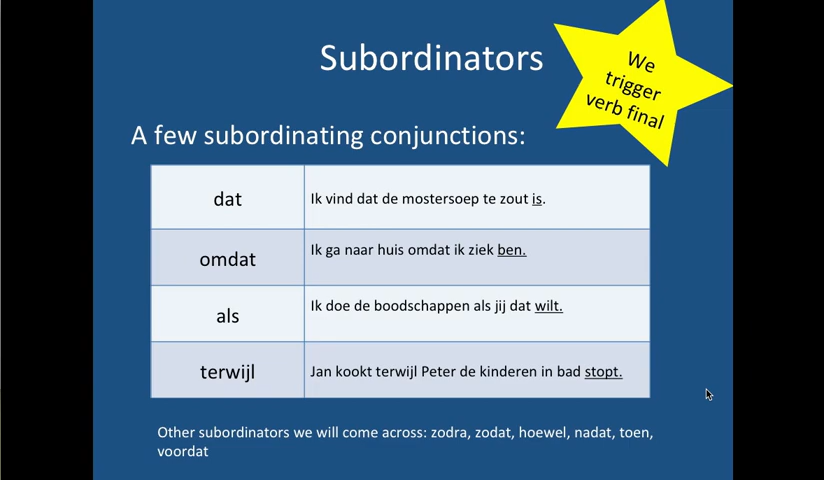 Subordinators
We
trigger
verb final
A few subordinating conjunctions:
dat
Ik vind dat de mostersoep te zout is.
omdat
Ik ga naar huis omdat ik ziek ben.
als
Ik doe de boodschappen als jij dat wilt.
terwijl
Jan kookt terwijl Peter de kinderen in bad stopt.
Other subordinators we will come across: zodra, zodat, hoewel, nadat, toen,
voordat